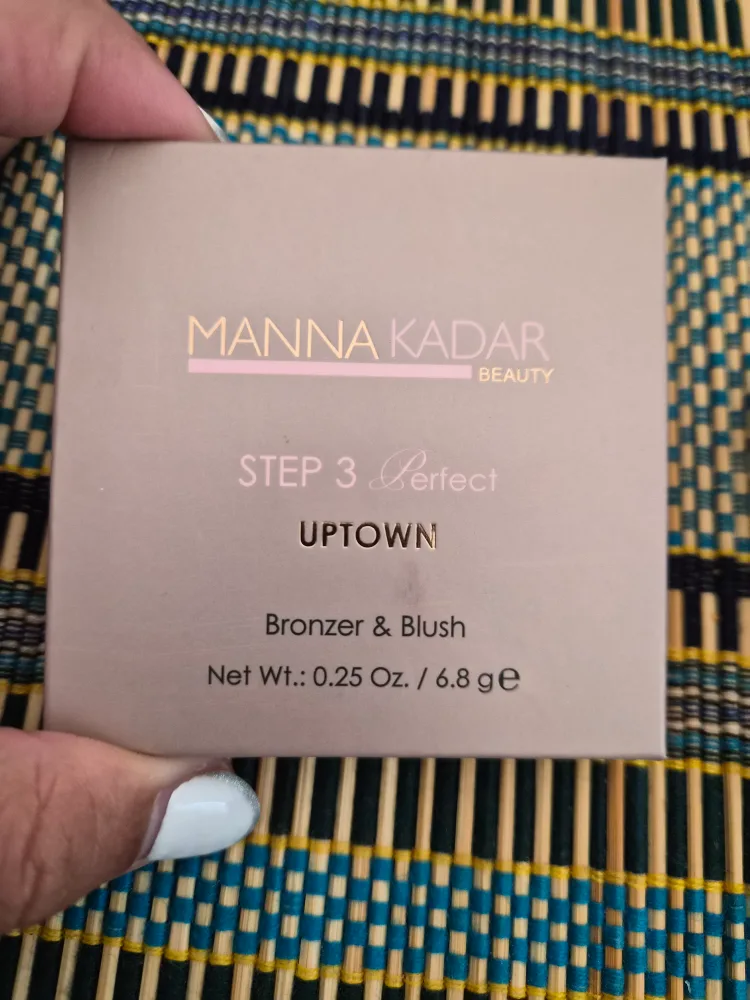 MANNA KADAR
BEAUTY
STEP 3 Perfect
UPTOWN
Bronzer & Blush
Net Wt.: 0.25 Oz. / 6.8 g ℮